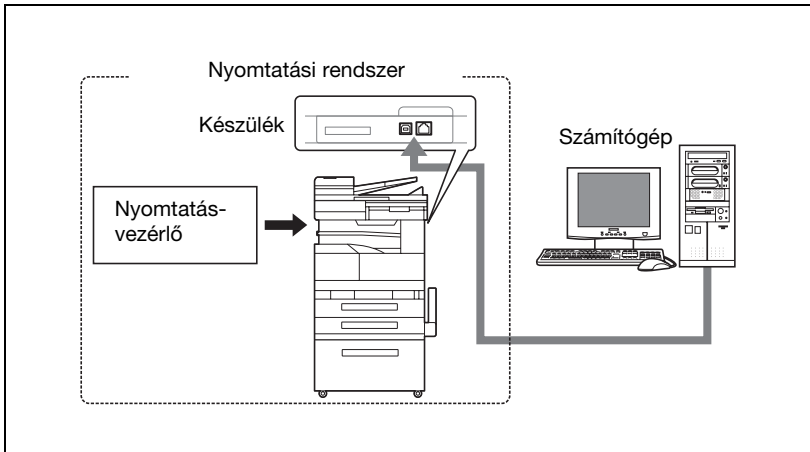 Nyomtatási rendszer
Készülék
Számítógép
Nyomtatás-
vezérlő